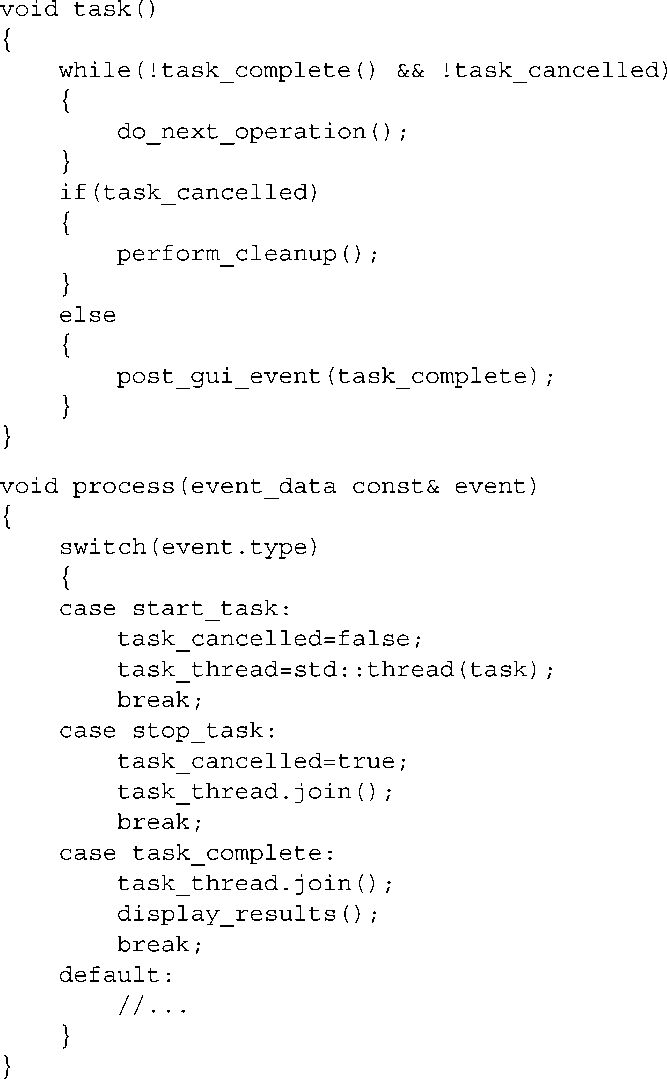 void task()
{
    while(!task_complete() && !task_cancelled)
    {
        do_next_operation();
    }
    if(task_cancelled)
    {
        perform_cleanup();
    }
    else
    {
        post_gui_event(task_complete);
    }
}
void process(event_data const& event)
{
    switch(event.type)
    {
    case start_task:
        task_cancelled=false;
        task_thread=std::thread(task);
        break;
    case stop_task:
        task_cancelled=true;
        task_thread.join();
        break;
    case task_complete:
        task_thread.join();
        display_results();
        break;
    default:
        //...
    }
}